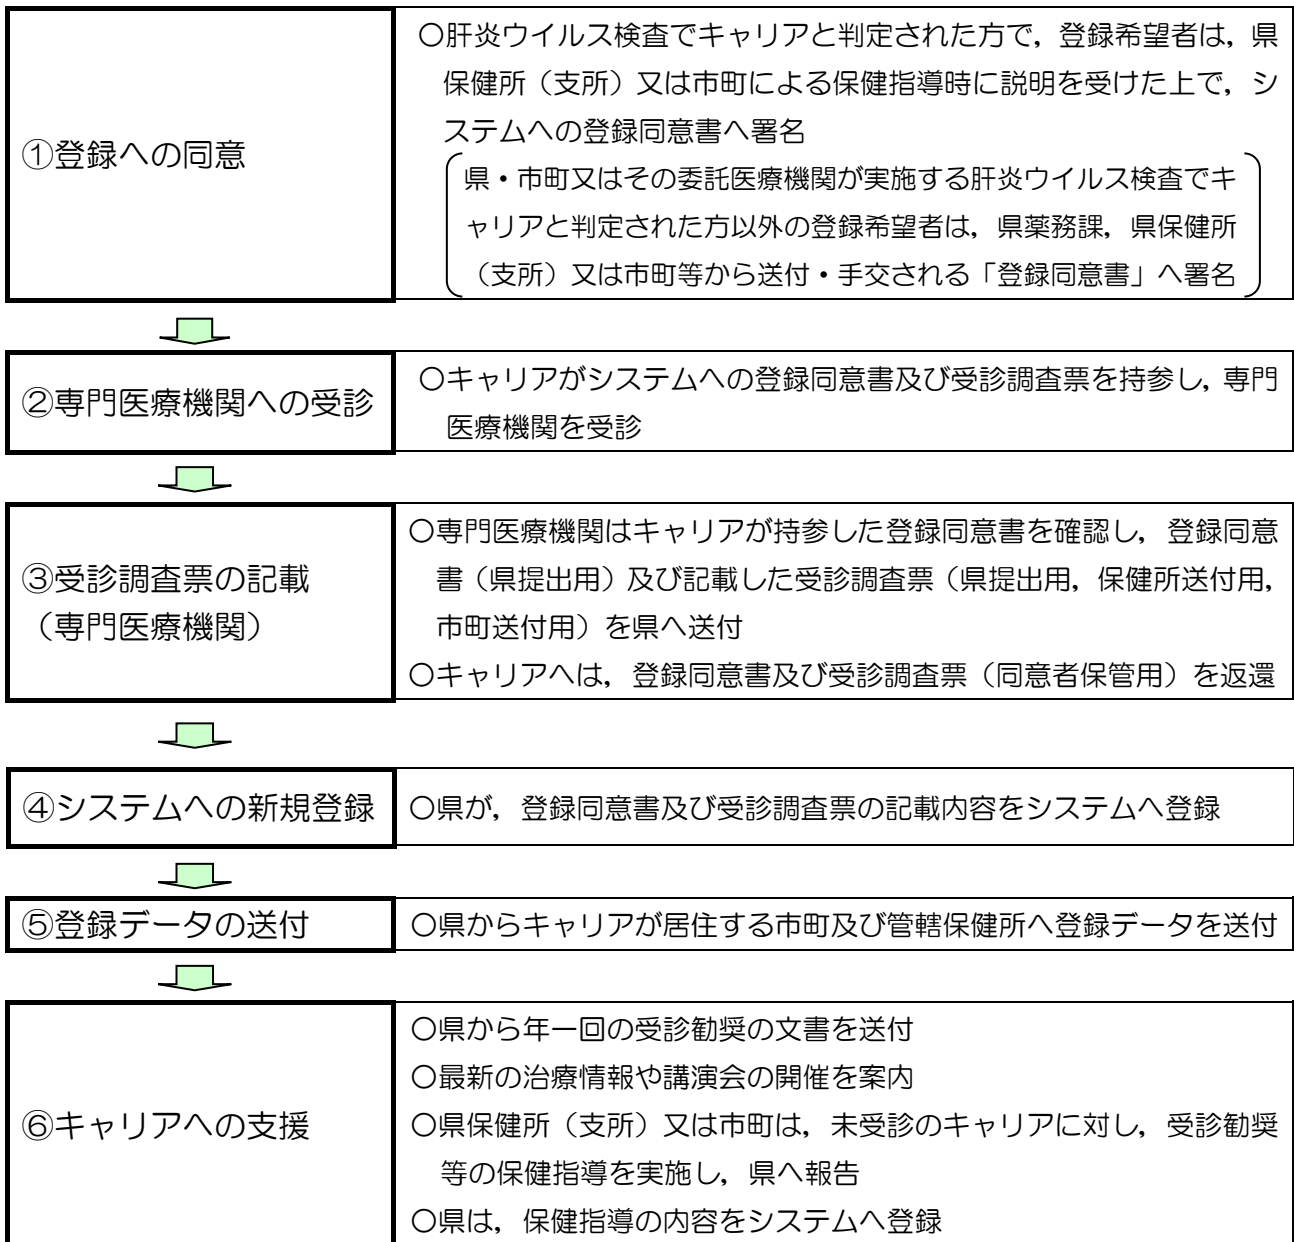 ①登録への同意
〇肝炎ウイルス検査でキャリアと判定された方で，登録希望者は，県
保健所（支所）又は市町による保健指導時に説明を受けた上で，シ
ステムへの登録同意書へ署名
県・市町又はその委託医療機関が実施する肝炎ウイルス検査でキ
ャリアと判定された方以外の登録希望者は，県薬務課，県保健所
（支所）又は市町等から送付・手交される「登録同意書」へ署名
②専門医療機関への受診
〇キャリアがシステムへの登録同意書及び受診調査票を持参し，専門
医療機関を受診
③受診調査票の記載
（専門医療機関）
〇専門医療機関はキャリアが持参した登録同意書を確認し，登録同意
書（県提出用）及び記載した受診調査票（県提出用，保健所送付用，
市町送付用）を県へ送付
〇キャリアへは，登録同意書及び受診調査票（同意者保管用）を返還
④システムへの新規登録
〇県が，登録同意書及び受診調査票の記載内容をシステムへ登録
⑤登録データの送付
〇県からキャリアが居住する市町及び管轄保健所へ登録データを送付
⑥キャリアへの支援
〇県から年一回の受診勧奨の文書を送付
〇最新の治療情報や講演会の開催を案内
〇県保健所（支所）又は市町は，未受診のキャリアに対し，受診勧奨
等の保健指導を実施し，県へ報告
〇県は，保健指導の内容をシステムへ登録